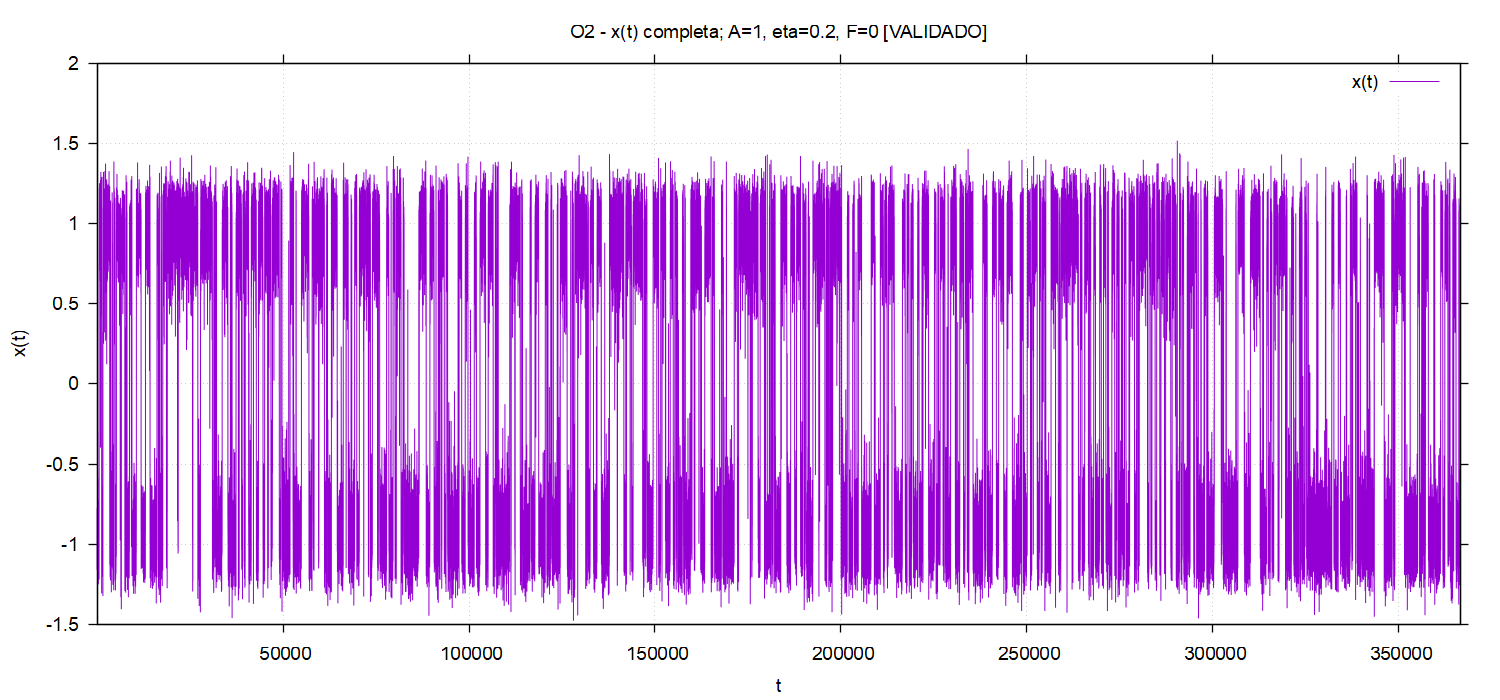 O2 - x(t) completa; A=1, eta=0.2, F=0 [VALIDADO]
x(t)
2
1.5
1
0.5
0
-0.5
-1
-1.5
x(t)
50000 100000 150000 200000 250000 300000 350000
t